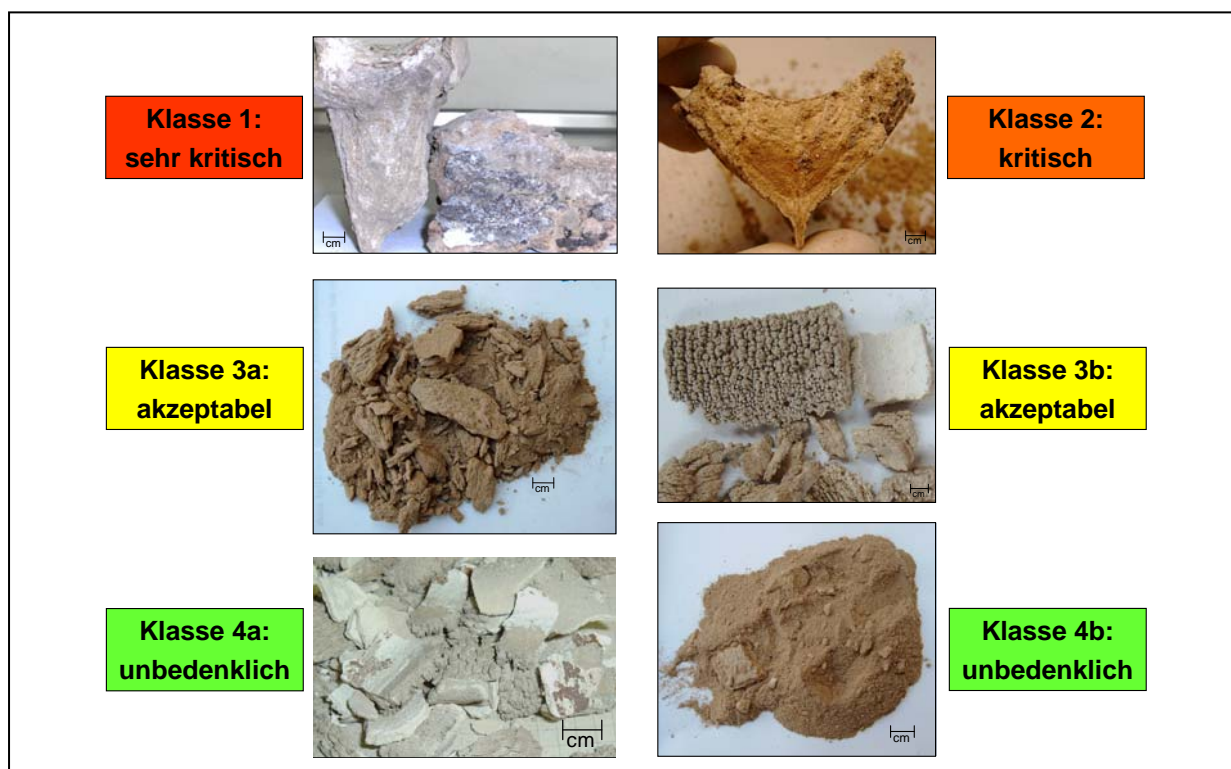 Klasse 1:
sehr kritisch
cm
cm
Klasse 2:
kritisch
Klasse 3a:
akzeptabel
cm
cm
Klasse 3b:
akzeptabel
Klasse 4a:
unbedenklich
cm
cm
Klasse 4b:
unbedenklich